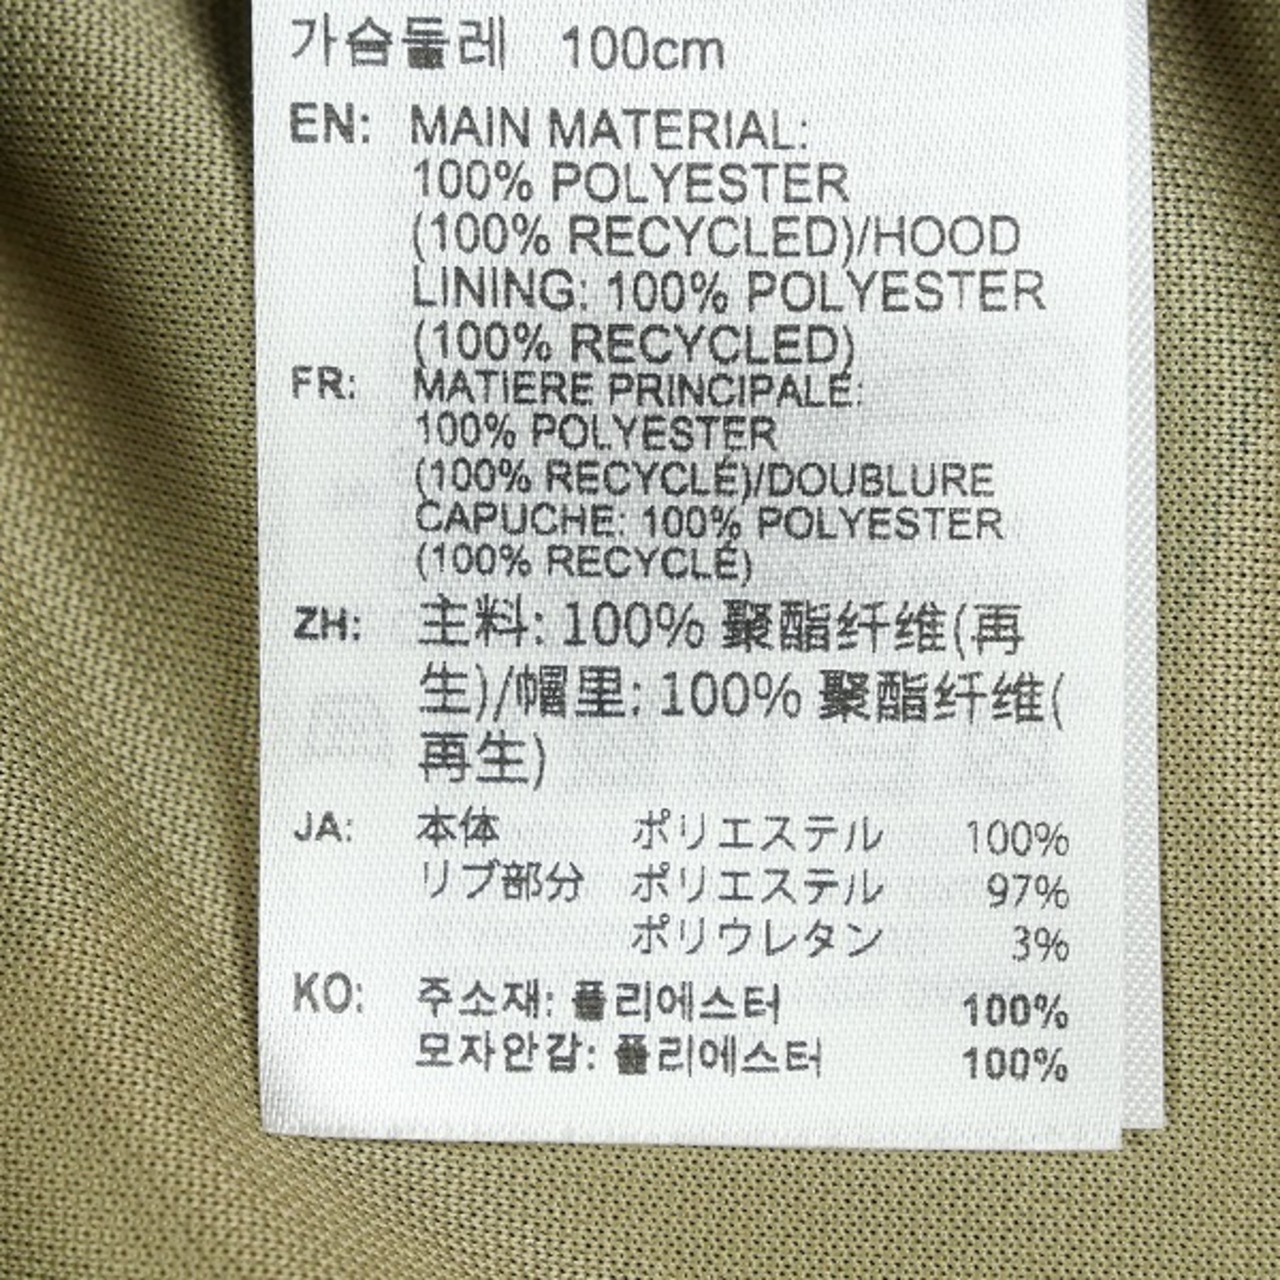 가슴둘레 100cm
EN: MAIN MATERIAL:
100% POLYESTER
(100% RECYCLED)/HOOD
LINING: 100% POLYESTER
(100% RECYCLED)
FR: MATIERE PRINCIPALE:
100% POLYESTER
(100% RECYCLÉ)/DOUBLURE
CAPUCHE: 100% POLYESTER
(100% RECYCLÉ)
ZH: 主料: 100% 聚酯纤维(再
生)/帽里: 100% 聚酯纤维(
再生)
JA: 本体 ポリエステル 100%
リブ部分 ポリエステル 97%
ポリウレタン 3%
KO: 주소재: 폴리에스터 100%
모자안감: 폴리에스터 100%